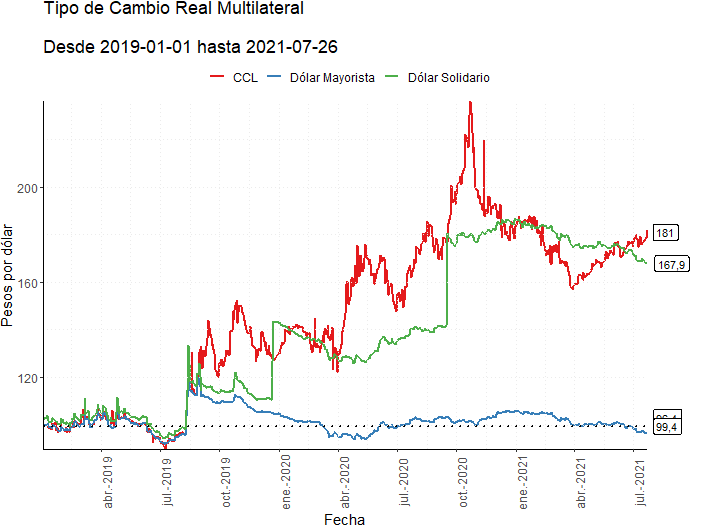 Tipo de Cambio Real Multilateral
Desde 2019-01-01 hasta 2021-07-26
CCL Dólar Mayorista Dólar Solidario
Pesos por dólar
200
160
120
181
167,9
99,4
abr.-2019 jul.-2019 oct.-2019 ene.-2020 abr.-2020 jul.-2020 oct.-2020 ene.-2021 abr.-2021 jul.-2021
Fecha